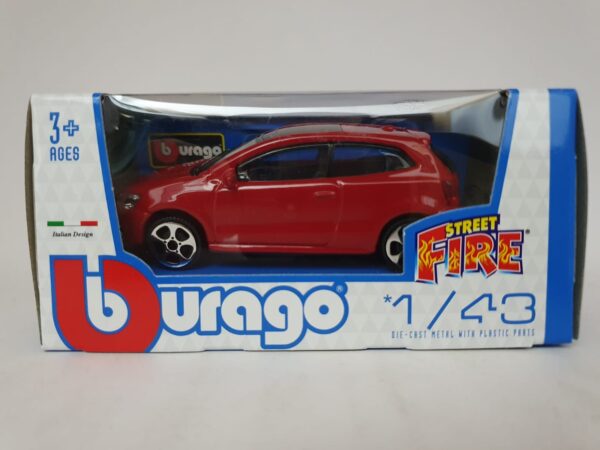 3+
AGES
burago
Italian Design
STREET
FIRE®
burago®
*1/43
DIE-CAST METAL WITH PLASTIC PARTS